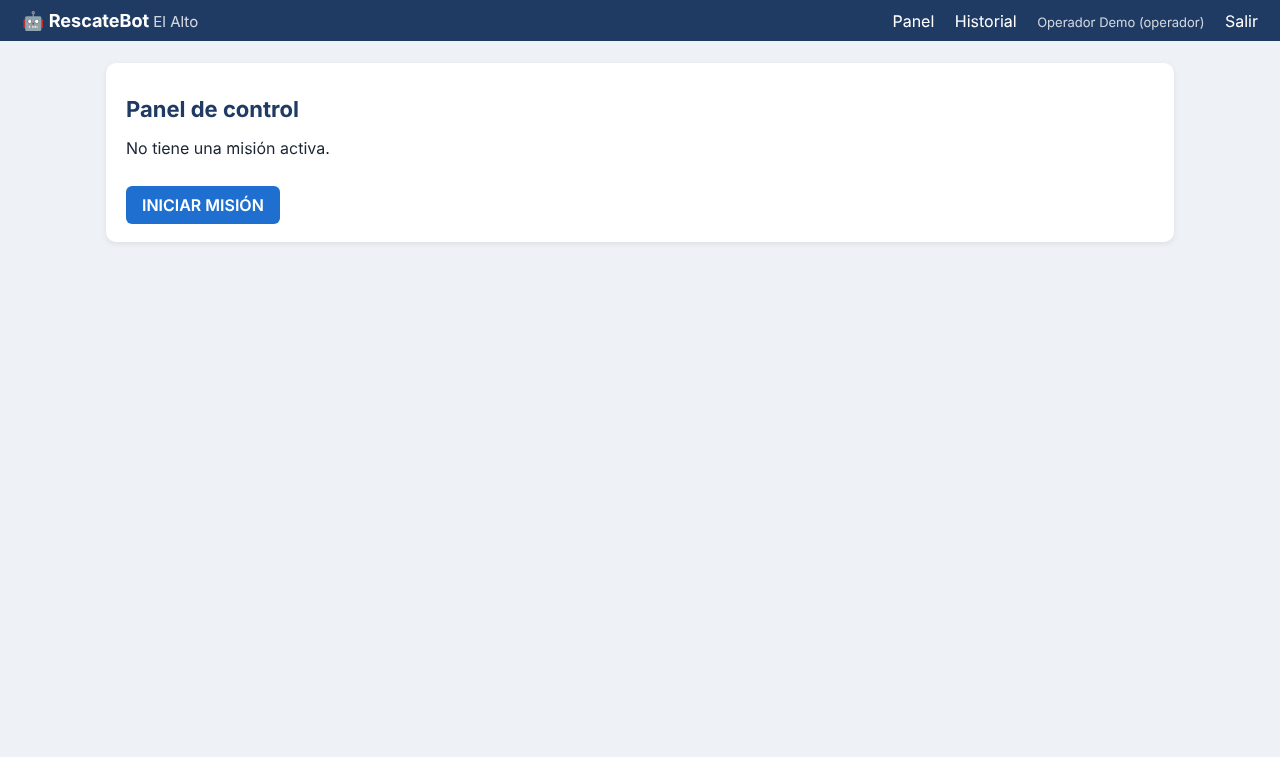 RescateBot El Alto Panel Historial Operador Demo (operador) Salir
Panel de control
No tiene una misión activa.
INICIAR MISIÓN